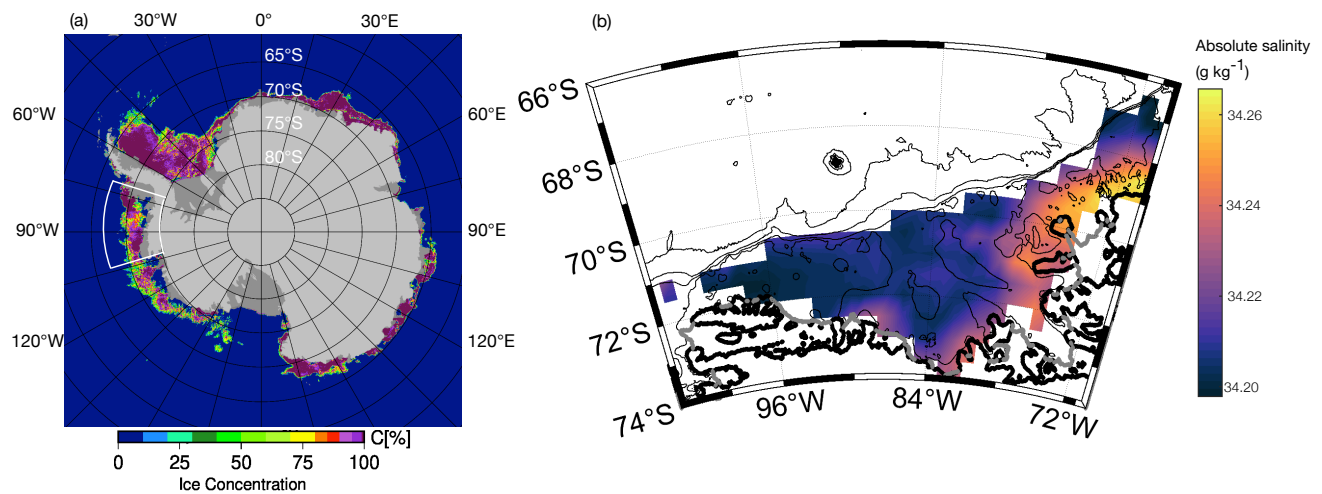 (a)
30°W
0°
30°E
(b)
65°S
70°S
75°S
80°S
60°W
60°E
90°W
90°E
120°W
120°E
C[%]
0
25
50
75
100
Ice Concentration
66°S
68°S
70°S
72°S
74°S
96°W
84°W
72°W
Absolute salinity
(g kg⁻¹)
34.26
34.24
34.22
34.20